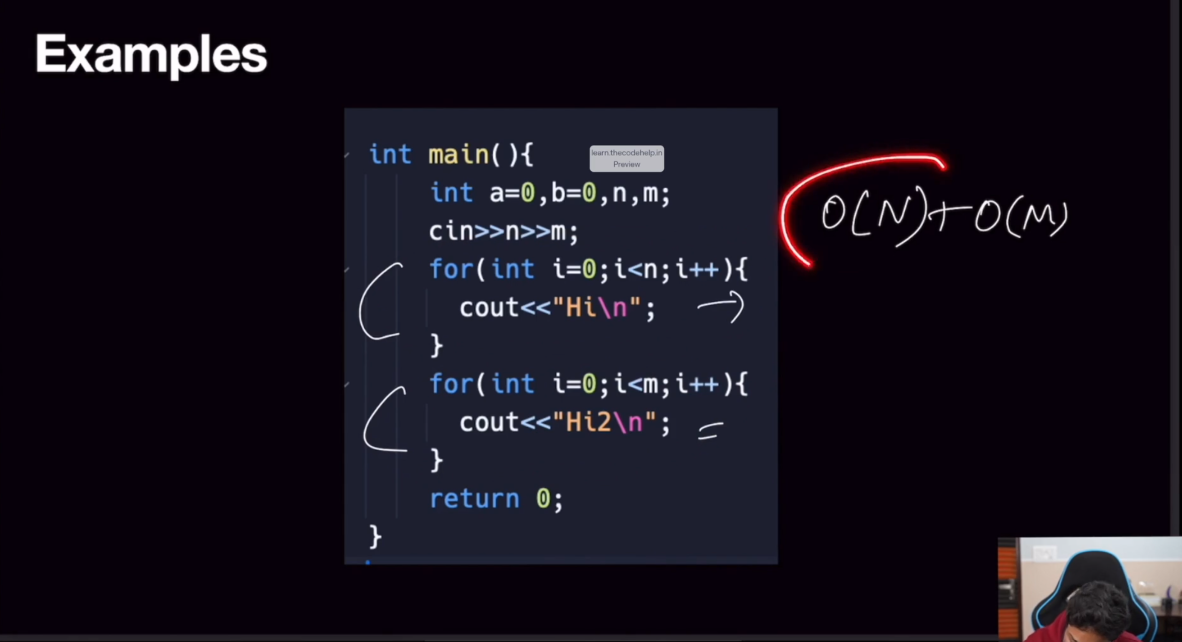 Examples
int main(){
learn.thecodehelp.in
Preview
int a=0,b=0,n,m;
cin>>n>>m;
for(int i=0;i<n;i++){
cout<<"Hi\n";
}
for(int i=0;i<m;i++){
cout<<"Hi2\n";
}
return 0;
}
O(N)+O(M)